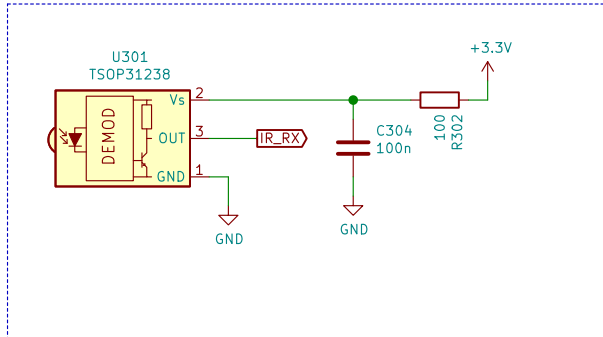 U301
TSOP31238
DEMOD
Vs
2
OUT
3
GND
1
IR_RX
GND
C304
100n
GND
100
R302
+3.3V